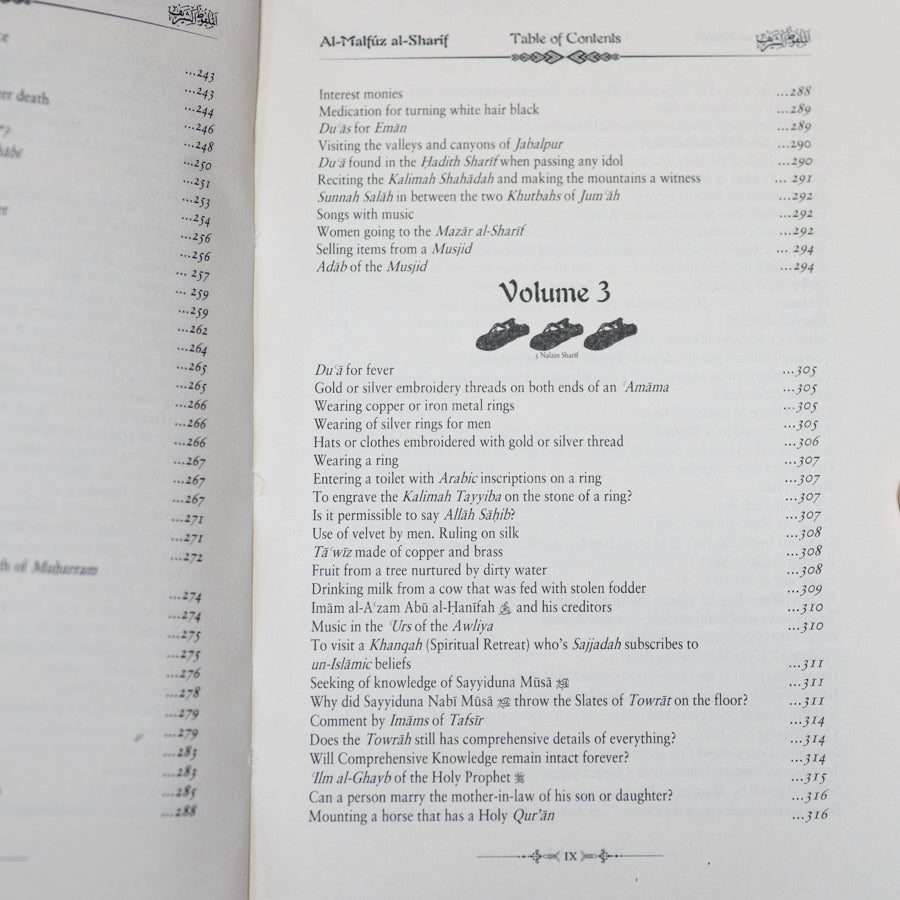 ...243
...243
er death
...244
...246
...248
...250
...251
...253
...254
...256
...256
...257
...259
...259
...262
...264
...265
...265
...266
...266
...266
...267
...267
...267
...271
...271
...272
of Muharram
...274
...274
...275
...275
...276
...278
...279
...279
...283
...283
...285
...288
Al-Malfúz al-Sharíf Table of Contents
Interest monies ...288
Medication for turning white hair black ...289
Du‘ās for Emān ...289
Visiting the valleys and canyons of Jabalpur ...290
Du‘ā found in the Ḥadith Sharīf when passing any idol ...290
Reciting the Kalimah Shahādah and making the mountains a witness ... 291
Sunnah Salāh in between the two Khutbahs of Jum‘āh ...292
Songs with music ...292
Women going to the Mazār al-Sharīf ...292
Selling items from a Musjid ... 294
Adāb of the Musjid ...294
Volume 3
3 Nalain Sharif
Du‘ā for fever ...305
Gold or silver embroidery threads on both ends of an ‘Amāma ...305
Wearing copper or iron metal rings ...305
Wearing of silver rings for men ...305
Hats or clothes embroidered with gold or silver thread ...306
Wearing a ring ...307
Entering a toilet with Arabic inscriptions on a ring ...307
To engrave the Kalimah Tayyiba on the stone of a ring? ...307
Is it permissible to say Allāh Sāḥib? ...307
Use of velvet by men. Ruling on silk ...308
Tā‘wīz made of copper and brass ...308
Fruit from a tree nurtured by dirty water ...308
Drinking milk from a cow that was fed with stolen fodder ...309
Imām al-A‘zam Abū al-Ḥanīfah and his creditors ...310
Music in the ‘Urs of the Awliya ...310
To visit a Khanqah (Spiritual Retreat) who’s Sajjadah subscribes to
un-Islāmic beliefs ...311
Seeking of knowledge of Sayyiduna Mūsā ...311
Why did Sayyiduna Nabī Mūsā throw the Slates of Towrāt on the floor? ...311
Comment by Imāms of Tafsīr ...314
Does the Towrāh still has comprehensive details of everything? ...314
Will Comprehensive Knowledge remain intact forever? ...314
‘Ilm al-Ghayb of the Holy Prophet ﷺ ...315
Can a person marry the mother-in-law of his son or daughter? ...316
Mounting a horse that has a Holy Qur’ān ...316
IX